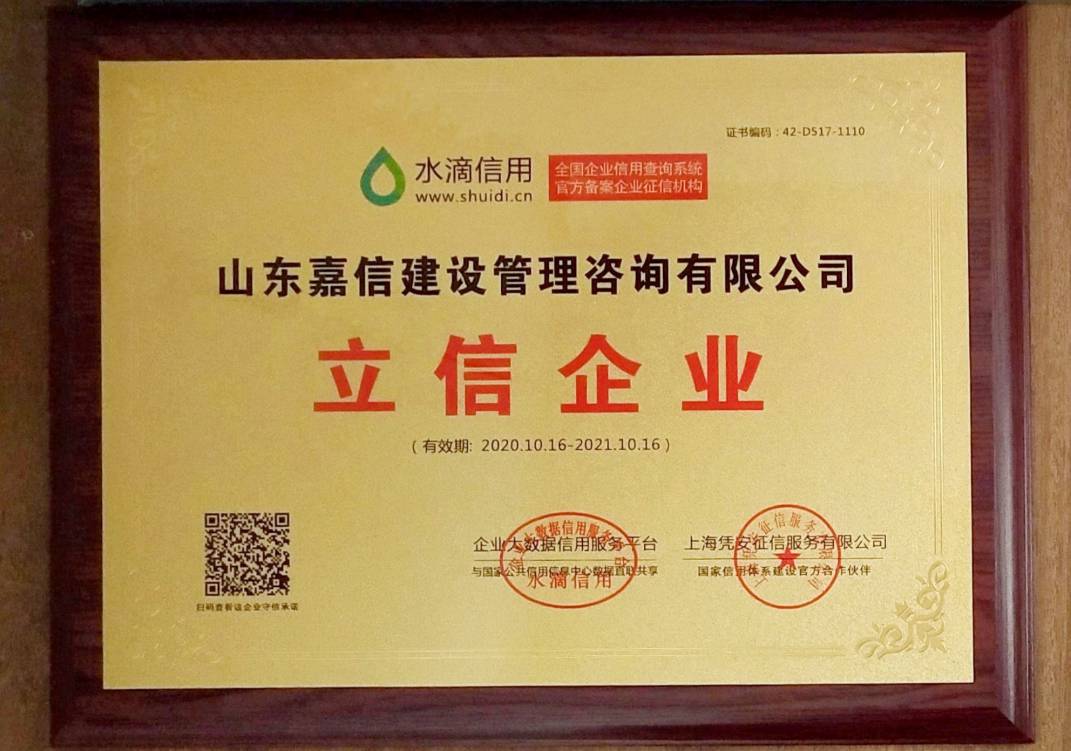 证书编码：42-D517-1110
水滴信用
www.shuidi.cn
全国企业信用查询系统
官方备案企业征信机构
山东嘉信建设管理咨询有限公司
立信企业
（有效期: 2020.10.16-2021.10.16）
扫码查看该企业守信承诺
企业大数据信用服务平台
与国家公共信用信息中心数据直联共享
水滴信用
上海凭安征信服务有限公司
国家信用体系建设官方合作伙伴